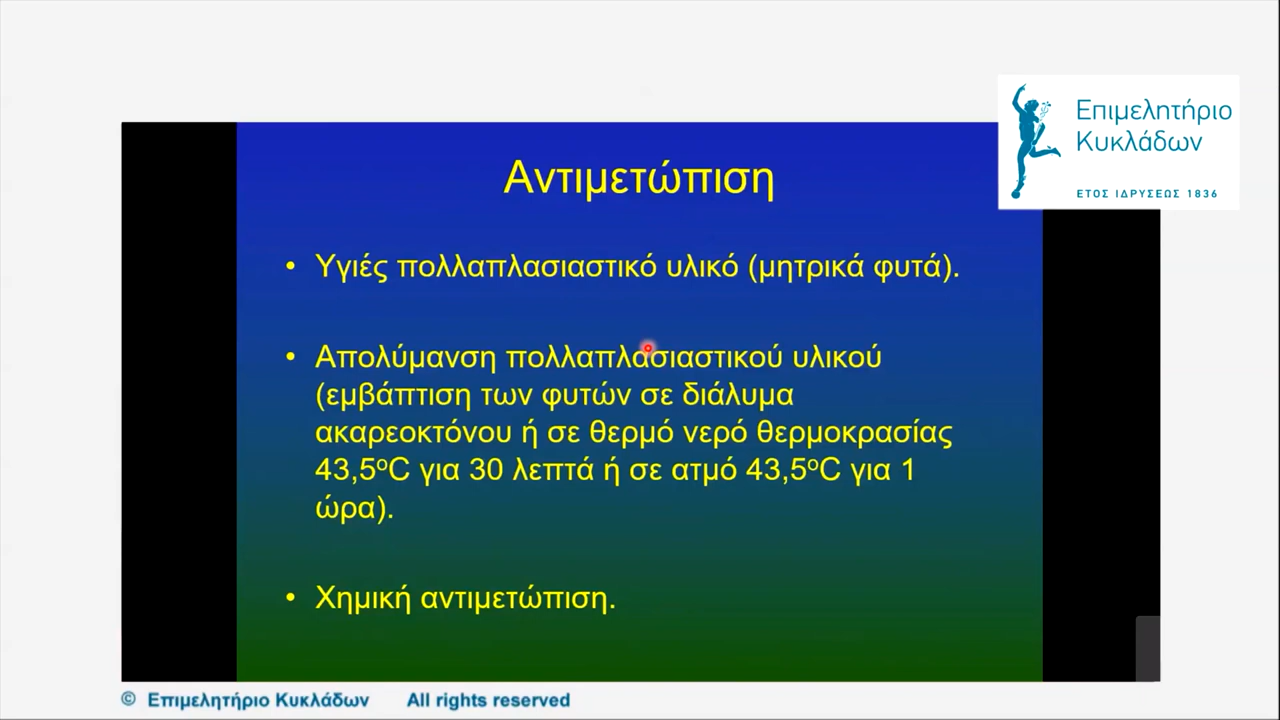 Επιμελητήριο
Κυκλάδων
ΕΤΟΣ ΙΔΡΥΣΕΩΣ 1836
Αντιμετώπιση
• Υγιές πολλαπλασιαστικό υλικό (μητρικά φυτά).
• Απολύμανση πολλαπλασιαστικού υλικού
(εμβάπτιση των φυτών σε διάλυμα
ακαρεοκτόνου ή σε θερμό νερό θερμοκρασίας
43,5ºC για 30 λεπτά ή σε ατμό 43,5ºC για 1
ώρα).
• Χημική αντιμετώπιση.
© Επιμελητήριο Κυκλάδων All rights reserved